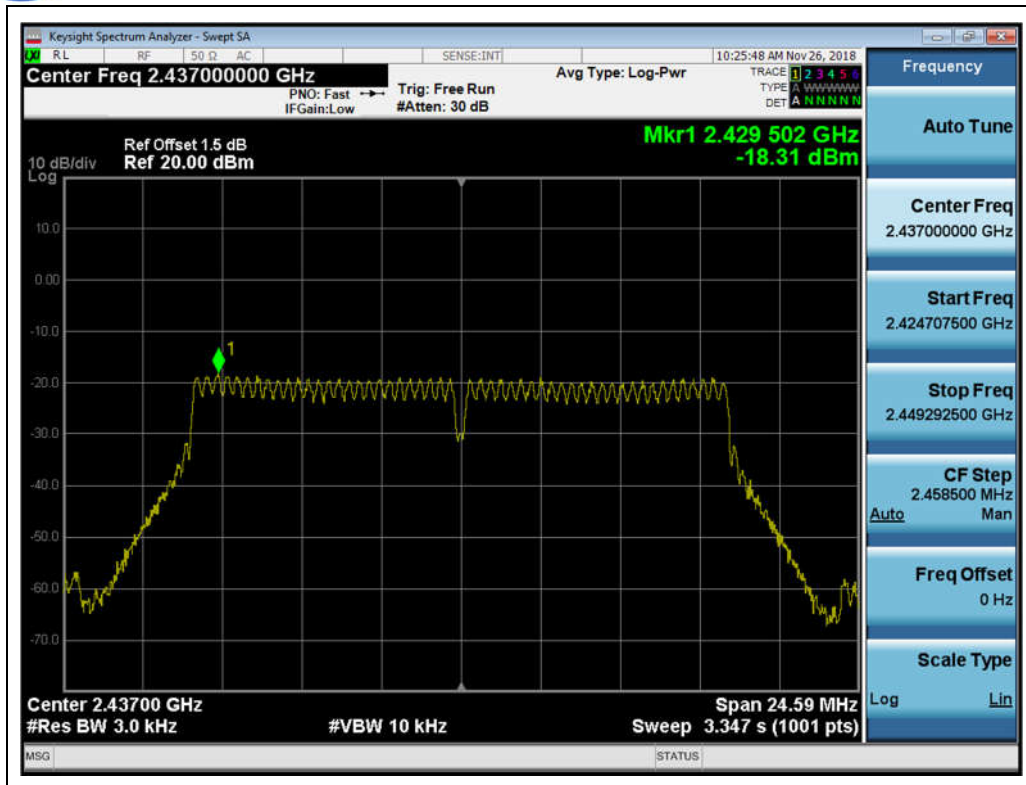 Keysight Spectrum Analyzer - Swept SA
LXI RL RF 50 Ω AC SENSE:INT 10:25:48 AM Nov 26, 2018
Center Freq 2.437000000 GHz
PNO: Fast
IFGain:Low
Trig: Free Run
#Atten: 30 dB
Avg Type: Log-Pwr
TRACE 1 2 3 4 5 6
TYPE A WWWWW
DET A N N N N N
Ref Offset 1.5 dB
10 dB/div Ref 20.00 dBm
Log
Mkr1 2.429 502 GHz
-18.31 dBm
10.0
0.00
-10.0
1
-20.0
-30.0
-40.0
-50.0
-60.0
-70.0
Center 2.43700 GHz Span 24.59 MHz
#Res BW 3.0 kHz #VBW 10 kHz Sweep 3.347 s (1001 pts)
MSG STATUS
Frequency
Auto Tune
Center Freq
2.437000000 GHz
Start Freq
2.424707500 GHz
Stop Freq
2.449292500 GHz
CF Step
2.458500 MHz
Auto Man
Freq Offset
0 Hz
Scale Type
Log Lin